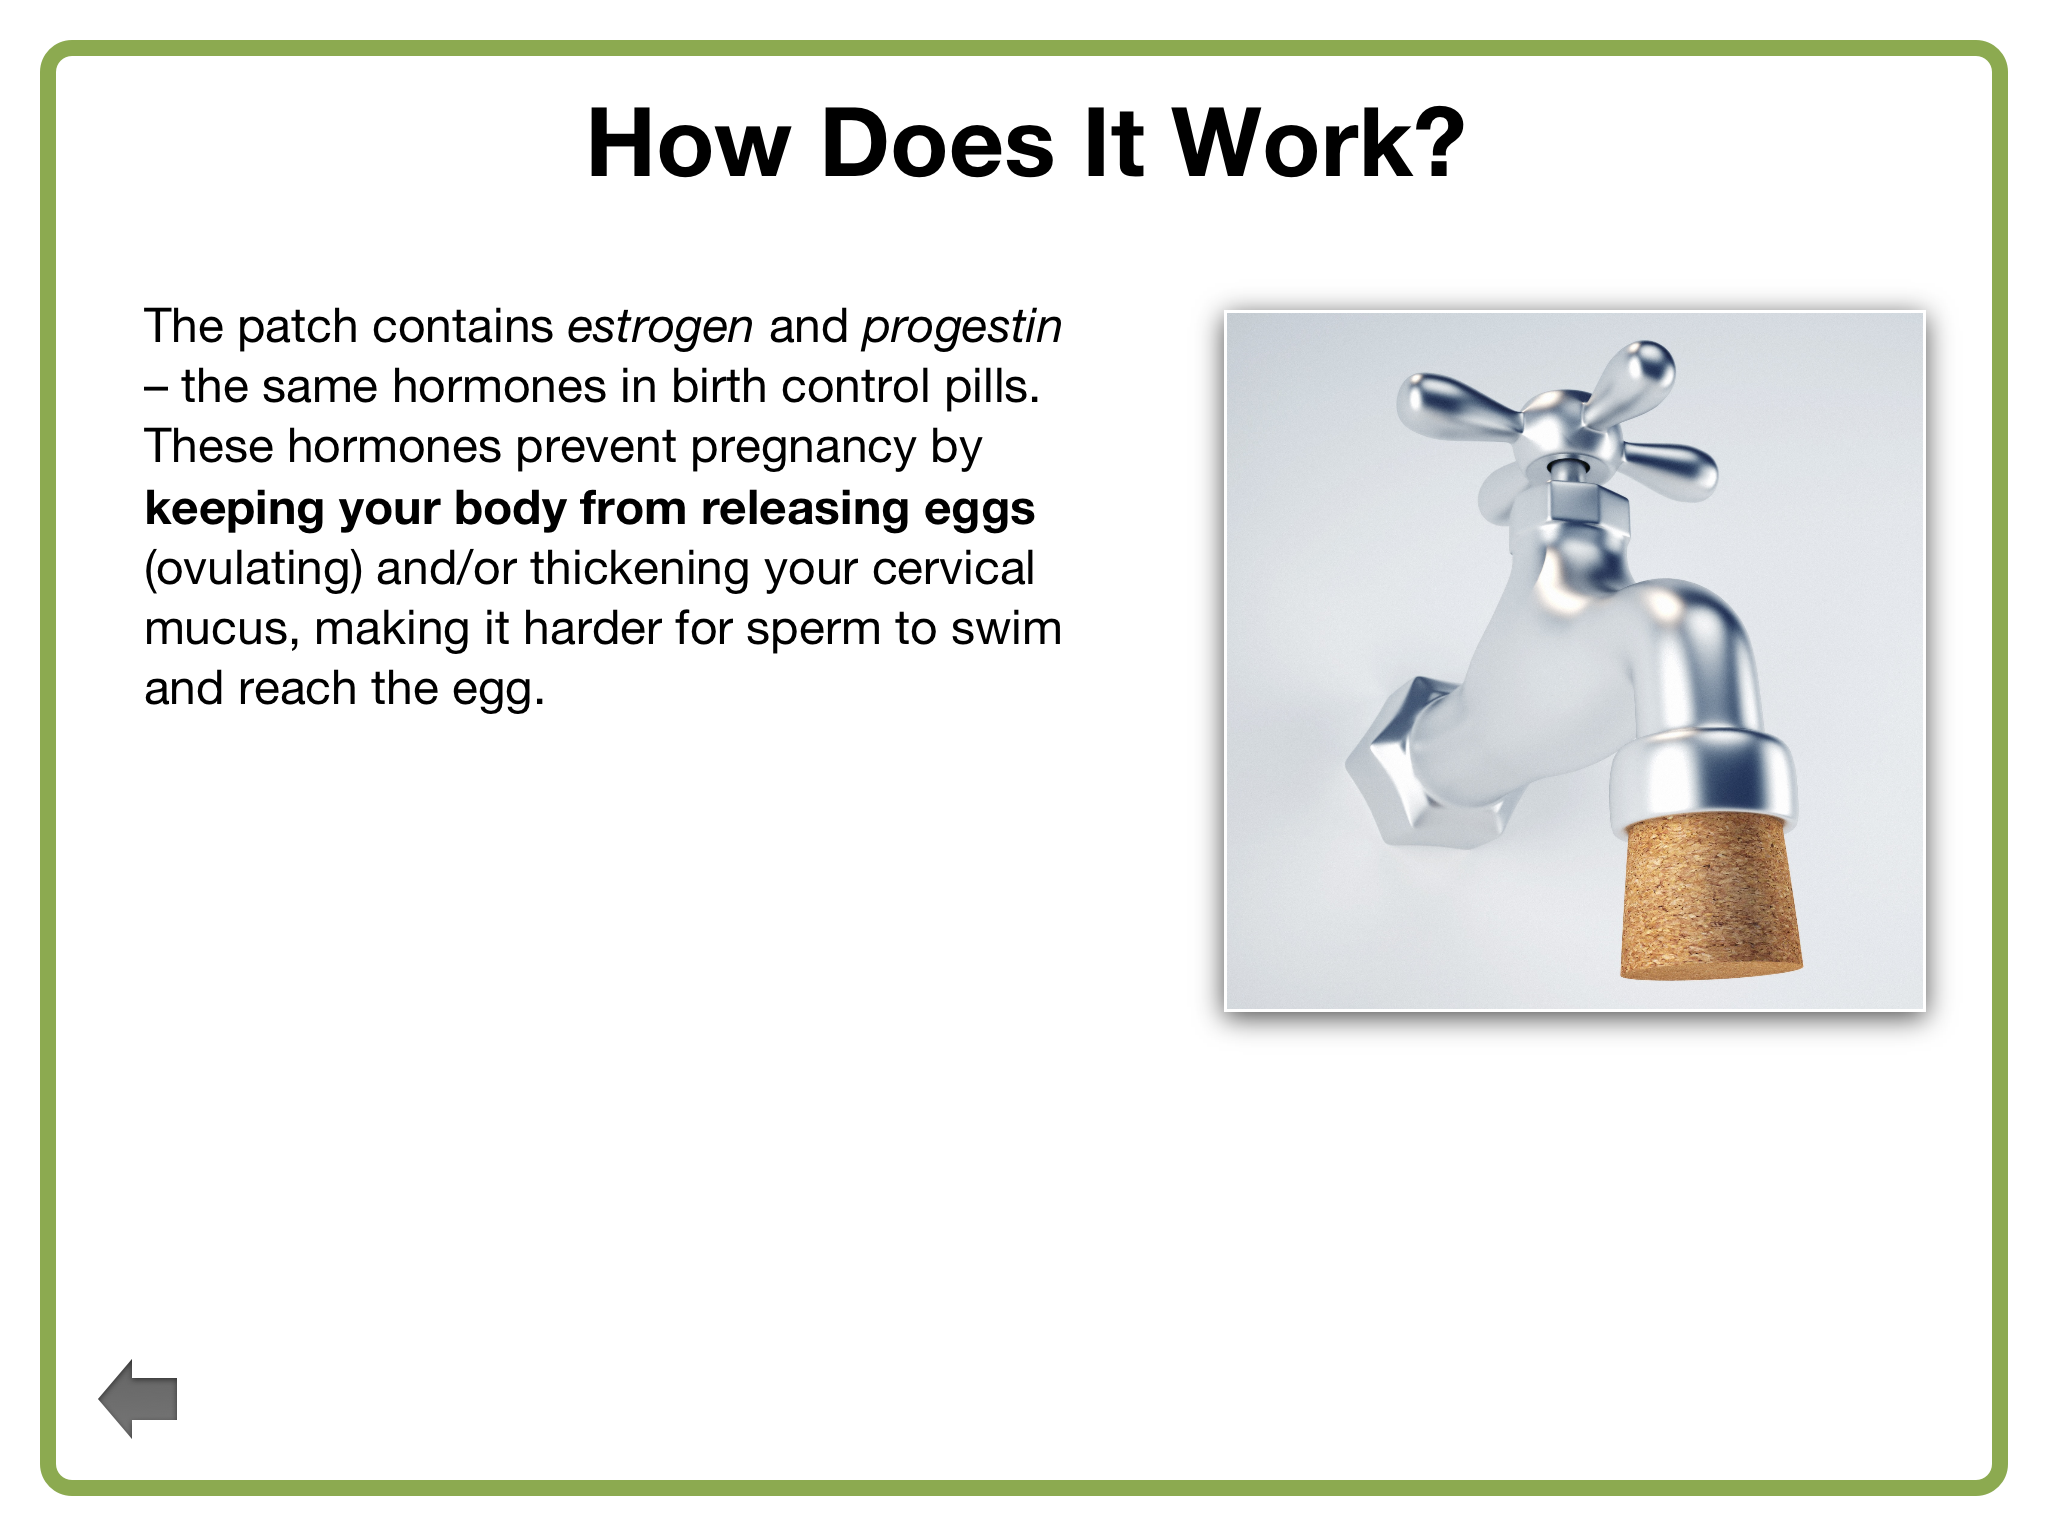 How Does It Work?
The patch contains estrogen and progestin
– the same hormones in birth control pills.
These hormones prevent pregnancy by
keeping your body from releasing eggs
(ovulating) and/or thickening your cervical
mucus, making it harder for sperm to swim
and reach the egg.